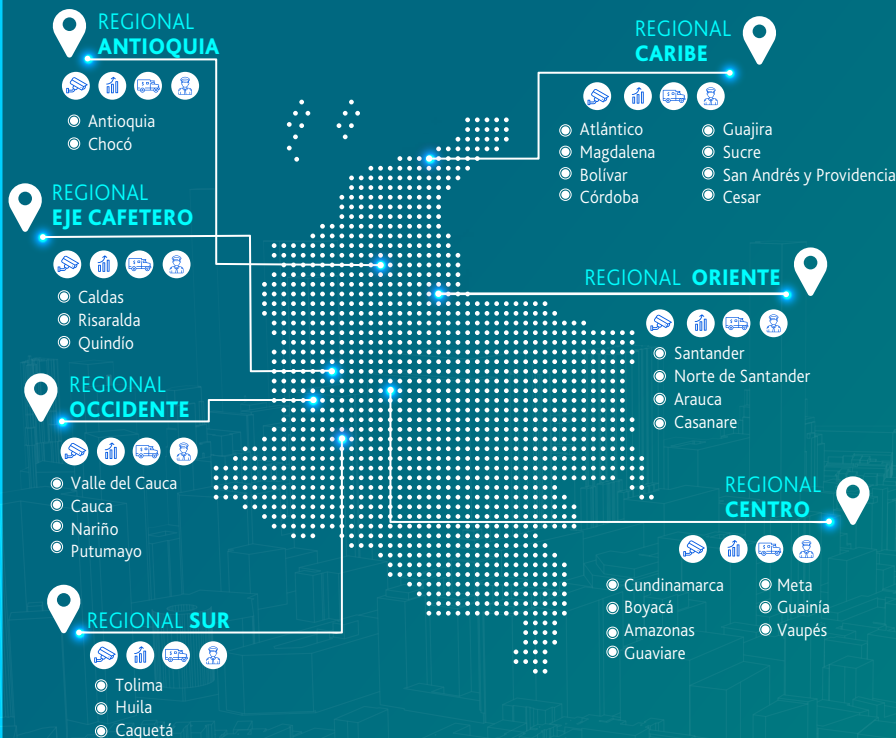 REGIONAL
ANTIOQUIA
Antioquia
Chocó
REGIONAL
EJE CAFETERO
Caldas
Risaralda
Quindío
REGIONAL
OCCIDENTE
Valle del Cauca
Cauca
Nariño
Putumayo
REGIONAL SUR
Tolima
Huila
Caquetá
REGIONAL
CARIBE
Atlántico
Magdalena
Bolívar
Córdoba
Guajira
Sucre
San Andrés y Providencia
Cesar
REGIONAL ORIENTE
Santander
Norte de Santander
Arauca
Casanare
REGIONAL
CENTRO
Cundinamarca
Boyacá
Amazonas
Guaviare
Meta
Guainía
Vaupés